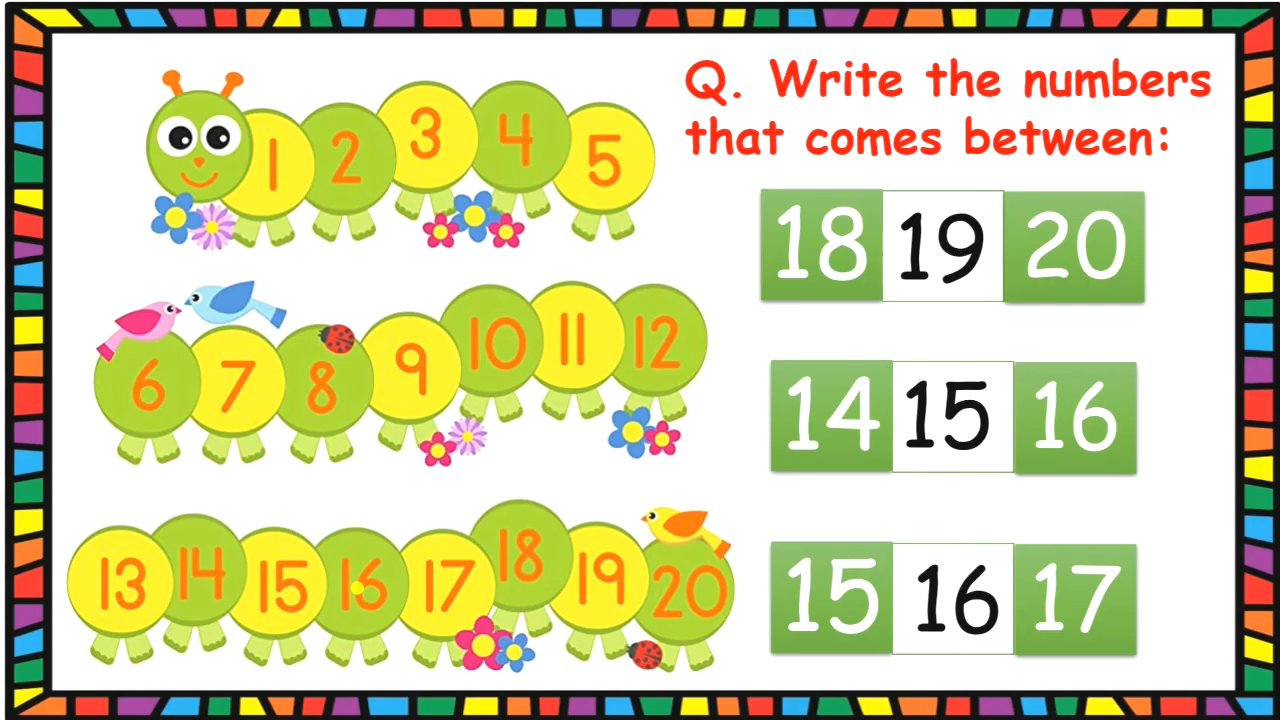 1 2 3 4 5
6 7 8 9 10 11 12
13 14 15 16 17 18 19 20
Q. Write the numbers
that comes between:
18 19 20
14 15 16
15 16 17